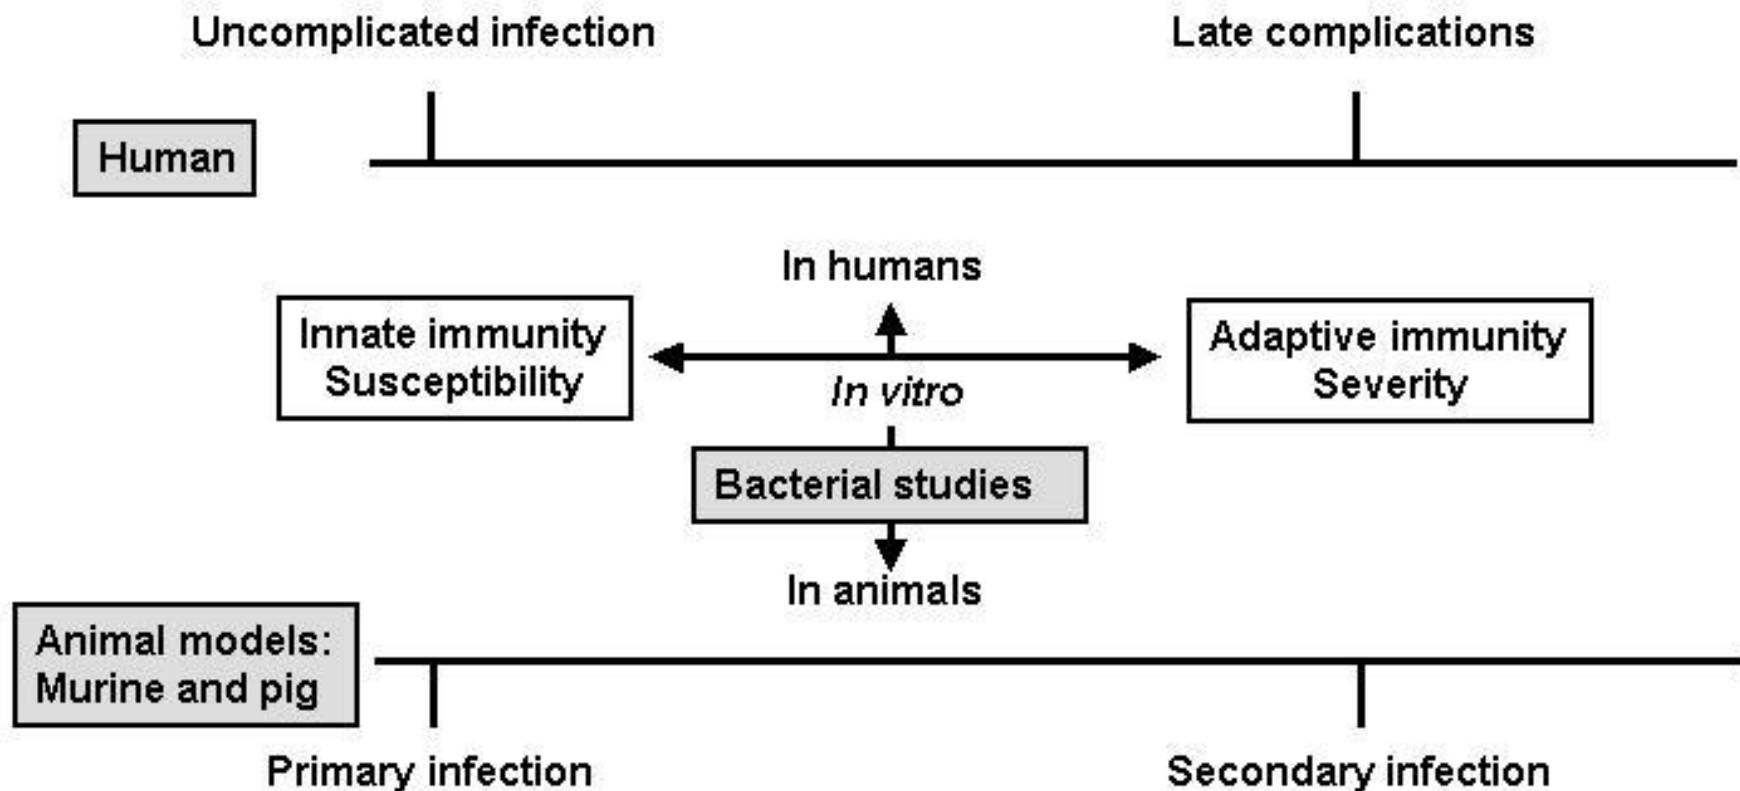 Uncomplicated infection
Late complications
Human
In humans
Innate immunity
Susceptibility
Adaptive immunity
Severity
In vitro
Bacterial studies
In animals
Animal models:
Murine and pig
Primary infection
Secondary infection